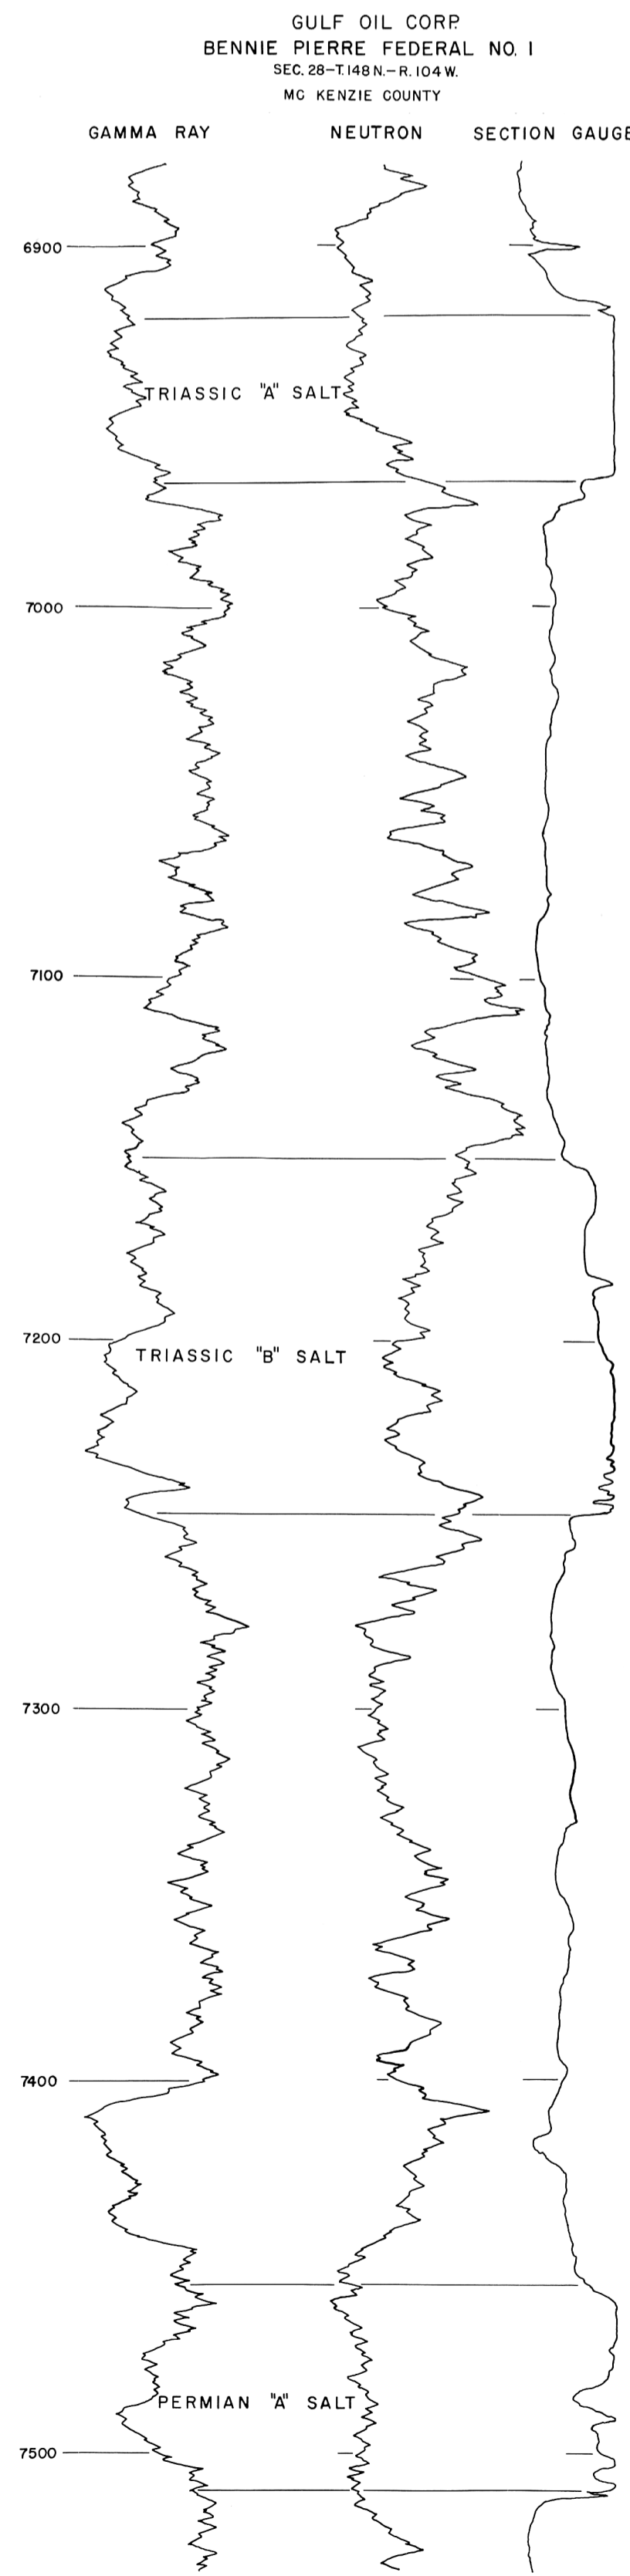 GULF OIL CORP.
BENNIE PIERRE FEDERAL NO. 1
SEC. 28-T.148 N.-R. 104 W.
MC KENZIE COUNTY
GAMMA RAY NEUTRON SECTION GAUGE
6900
TRIASSIC "A" SALT
7000
7100
7200
TRIASSIC "B" SALT
7300
7400
PERMIAN "A" SALT
7500